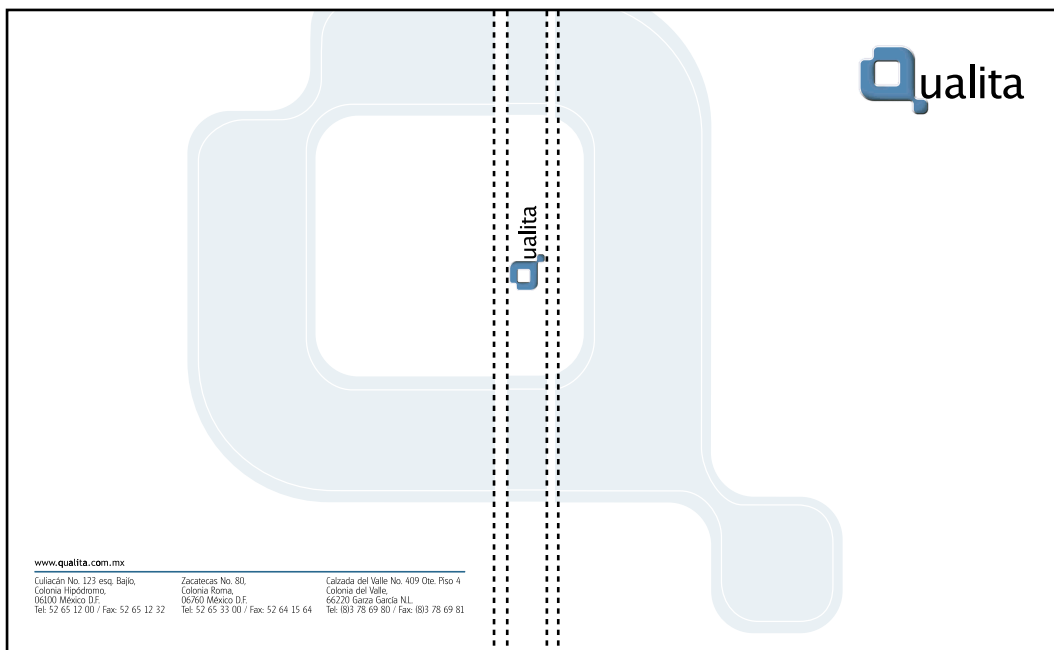 Qualita
Qualita
www.qualita.com.mx
Culiacán No. 123 esq. Bajío,
Colonia Hipódromo,
06100 México D.F.
Tel: 52 65 12 00 / Fax: 52 65 12 32
Zacatecas No. 80,
Colonia Roma,
06760 México D.F.
Tel: 52 65 33 00 / Fax: 52 64 15 64
Calzada del Valle No. 409 Ote. Piso 4
Colonia del Valle,
66220 Garza García N.L.
Tel: (8)3 78 69 80 / Fax: (8)3 78 69 81